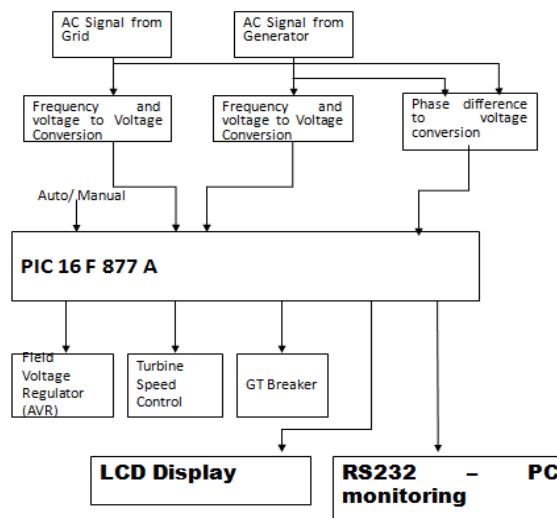 AC Signal from
Grid
AC Signal from
Generator
Frequency and
voltage to Voltage
Conversion
Frequency and
voltage to Voltage
Conversion
Phase difference
to voltage
conversion
Auto/ Manual
PIC 16 F 877 A
Field
Voltage
Regulator
(AVR)
Turbine
Speed
Control
GT Breaker
LCD Display
RS232 – PC
monitoring